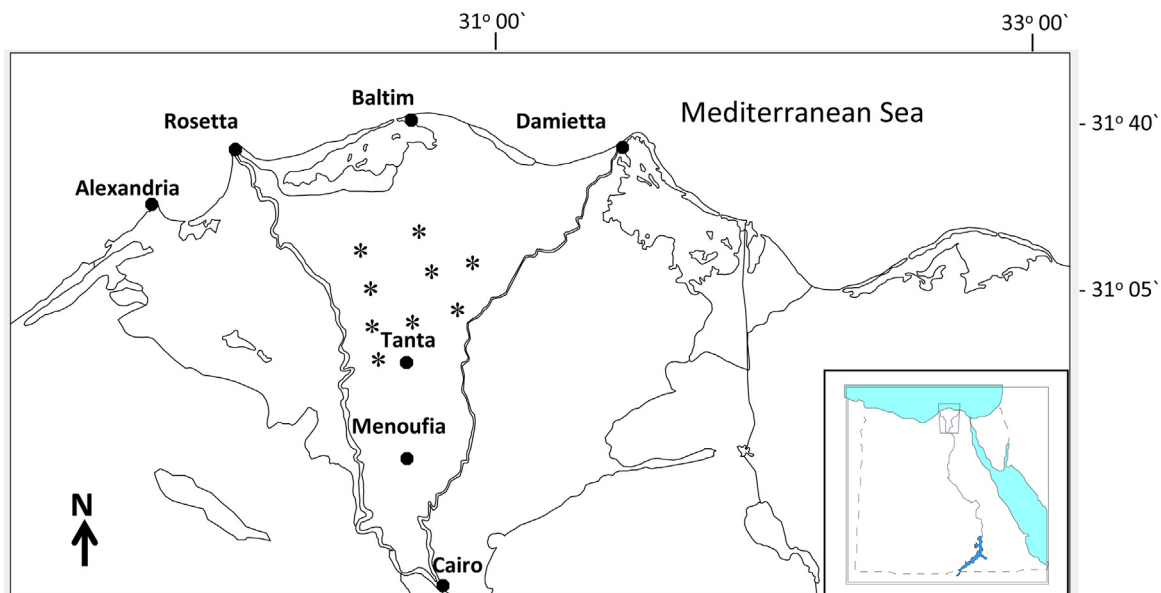 31° 00` 33° 00`
Baltim
Rosetta
Damietta
Mediterranean Sea
- 31° 40`
Alexandria
- 31° 05`
*
*
*
*
*
*
*
*
*
Tanta
Menoufia
N
Cairo